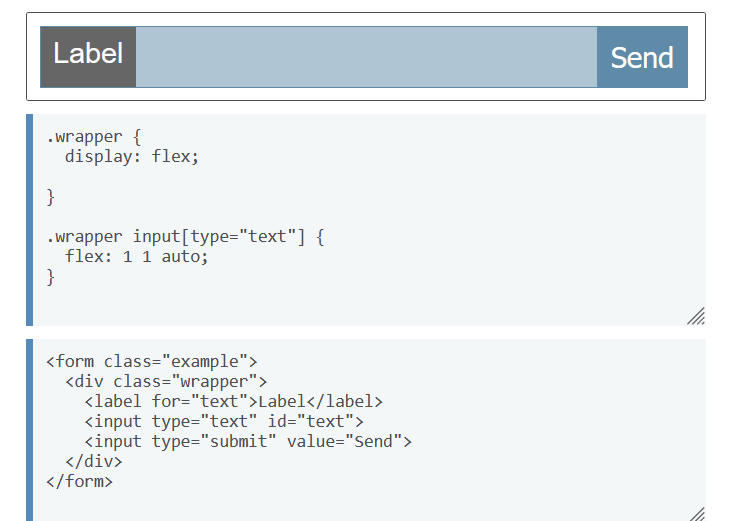 Label Send
.wrapper {
  display: flex;

}

.wrapper input[type="text"] {
  flex: 1 1 auto;
}
<form class="example">
  <div class="wrapper">
    <label for="text">Label</label>
    <input type="text" id="text">
    <input type="submit" value="Send">
  </div>
</form>